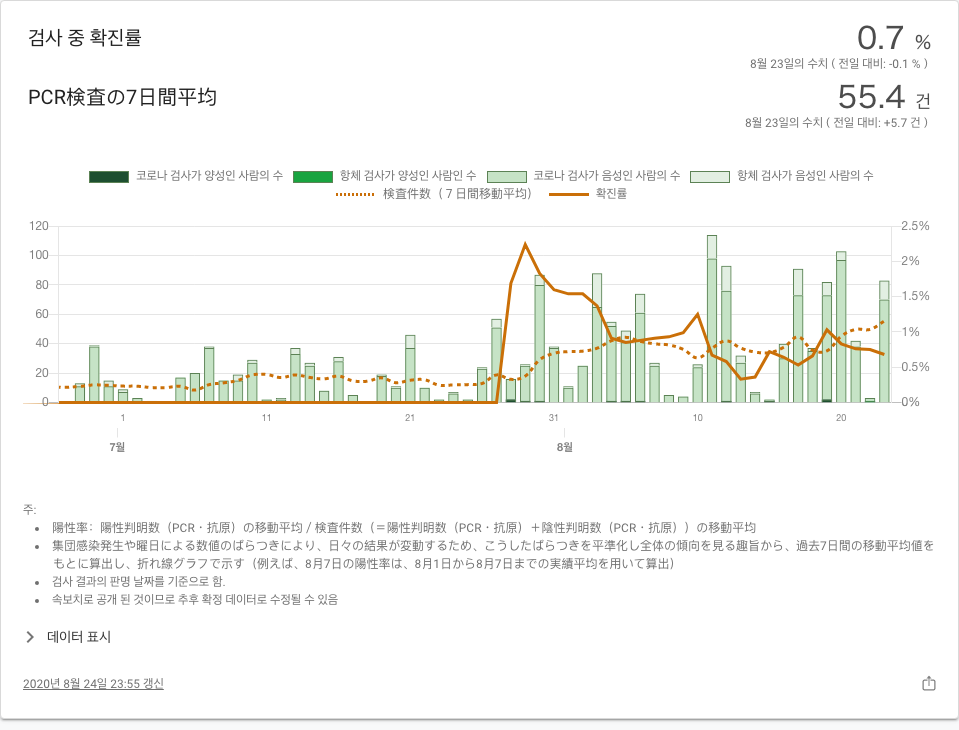 검사 중 확진률
0.7 %
8월 23일의 수치 ( 전일 대비: -0.1 % )
PCR検査の7日間平均
55.4 건
8월 23일의 수치 ( 전일 대비: +5.7 건 )
코로나 검사가 양성인 사람의 수 항체 검사가 양성인 사람인 수 코로나 검사가 음성인 사람의 수 항체 검사가 음성인 사람의 수
検査件数（７日間移動平均） 확진률
120 2.5%
100 2%
80 1.5%
60 1%
40 0.5%
20 0%
0
1 11 21 31 10 20
7월 8월
주:
陽性率：陽性判明数（PCR・抗原）の移動平均 / 検査件数（＝陽性判明数（PCR・抗原）＋陰性判明数（PCR・抗原））の移動平均
集団感染発生や曜日による数値のばらつきにより、日々の結果が変動するため、こうしたばらつきを平準化し全体の傾向を見る趣旨から、過去7日間の移動平均値を
もとに算出し、折れ線グラフで示す（例えば、8月7日の陽性率は、8月1日から8月7日までの実績平均を用いて算出）
검사 결과의 판명 날짜를 기준으로 함.
속보치로 공개 된 것이므로 추후 확정 데이터로 수정될 수 있음
데이터 표시
2020년 8월 24일 23:55 갱신